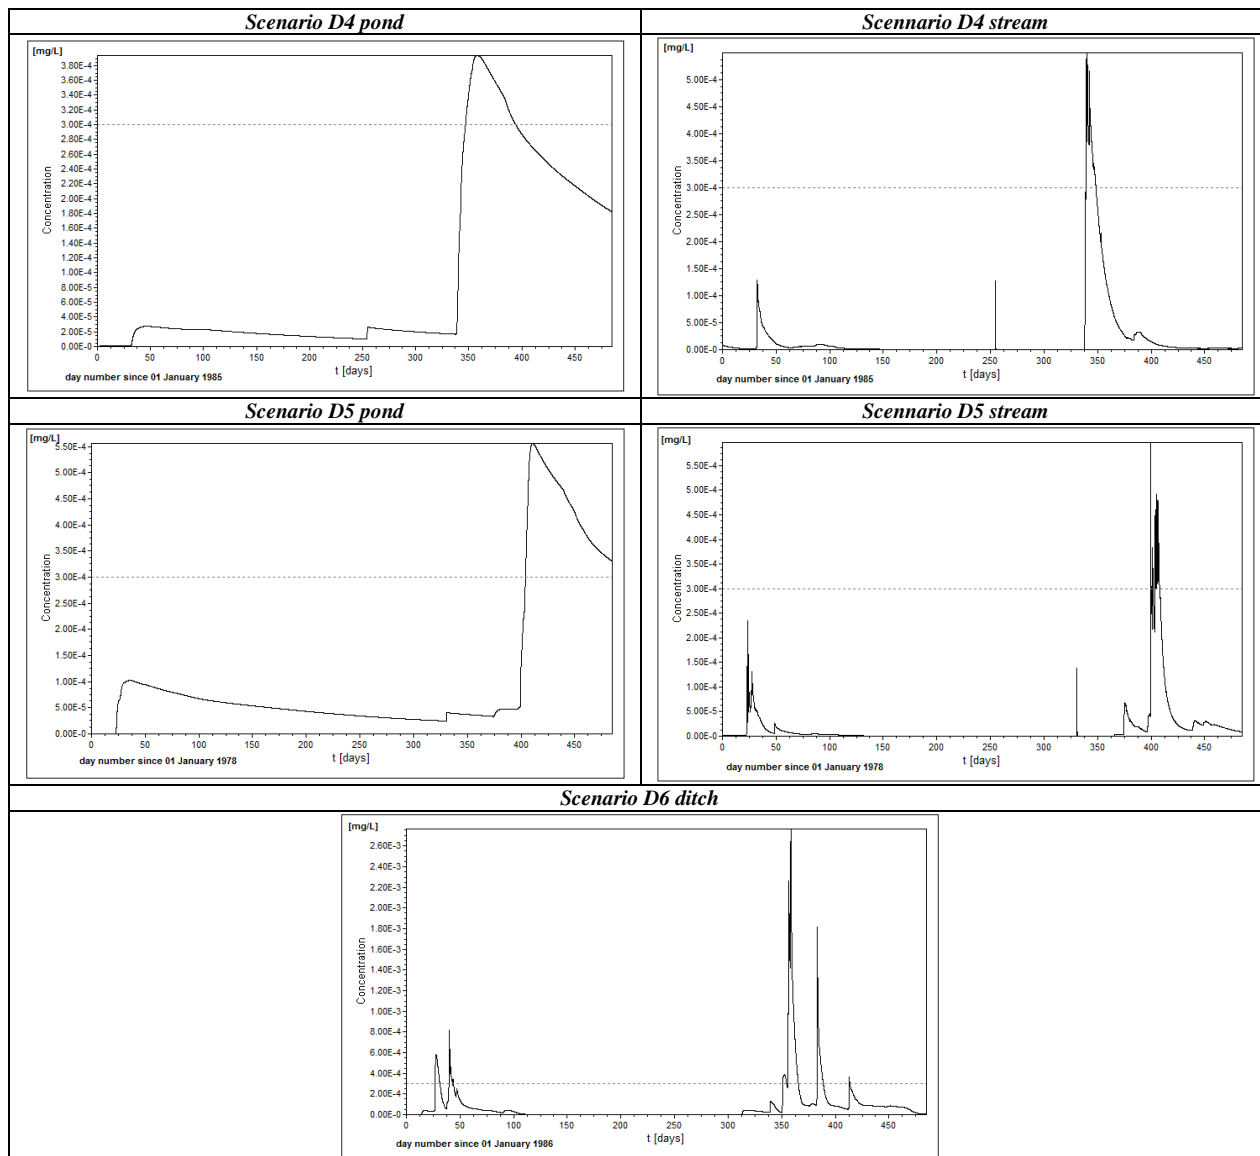 Scenario D4 pond
Scennario D4 stream
[mg/L]
3.80E-4
3.60E-4
3.40E-4
3.20E-4
3.00E-4
2.80E-4
2.60E-4
2.40E-4
2.20E-4
2.00E-4
1.80E-4
1.60E-4
1.40E-4
1.20E-4
1.00E-4
8.00E-5
6.00E-5
4.00E-5
2.00E-5
0.00E-0
Concentration
0 50 100 150 200 250 300 350 400 450
t [days]
day number since 01 January 1985
[mg/L]
5.00E-4
4.50E-4
4.00E-4
3.50E-4
3.00E-4
2.50E-4
2.00E-4
1.50E-4
1.00E-4
5.00E-5
0.00E-0
Concentration
0 50 100 150 200 250 300 350 400 450
t [days]
day number since 01 January 1985
Scenario D5 pond
Scennario D5 stream
[mg/L]
5.50E-4
5.00E-4
4.50E-4
4.00E-4
3.50E-4
3.00E-4
2.50E-4
2.00E-4
1.50E-4
1.00E-4
5.00E-5
0.00E-0
Concentration
0 50 100 150 200 250 300 350 400 450
t [days]
day number since 01 January 1978
[mg/L]
5.50E-4
5.00E-4
4.50E-4
4.00E-4
3.50E-4
3.00E-4
2.50E-4
2.00E-4
1.50E-4
1.00E-4
5.00E-5
0.00E-0
Concentration
0 50 100 150 200 250 300 350 400 450
t [days]
day number since 01 January 1978
Scenario D6 ditch
[mg/L]
2.60E-3
2.40E-3
2.20E-3
2.00E-3
1.80E-3
1.60E-3
1.40E-3
1.20E-3
1.00E-3
8.00E-4
6.00E-4
4.00E-4
2.00E-4
0.00E-0
Concentration
0 50 100 150 200 250 300 350 400 450
t [days]
day number since 01 January 1986